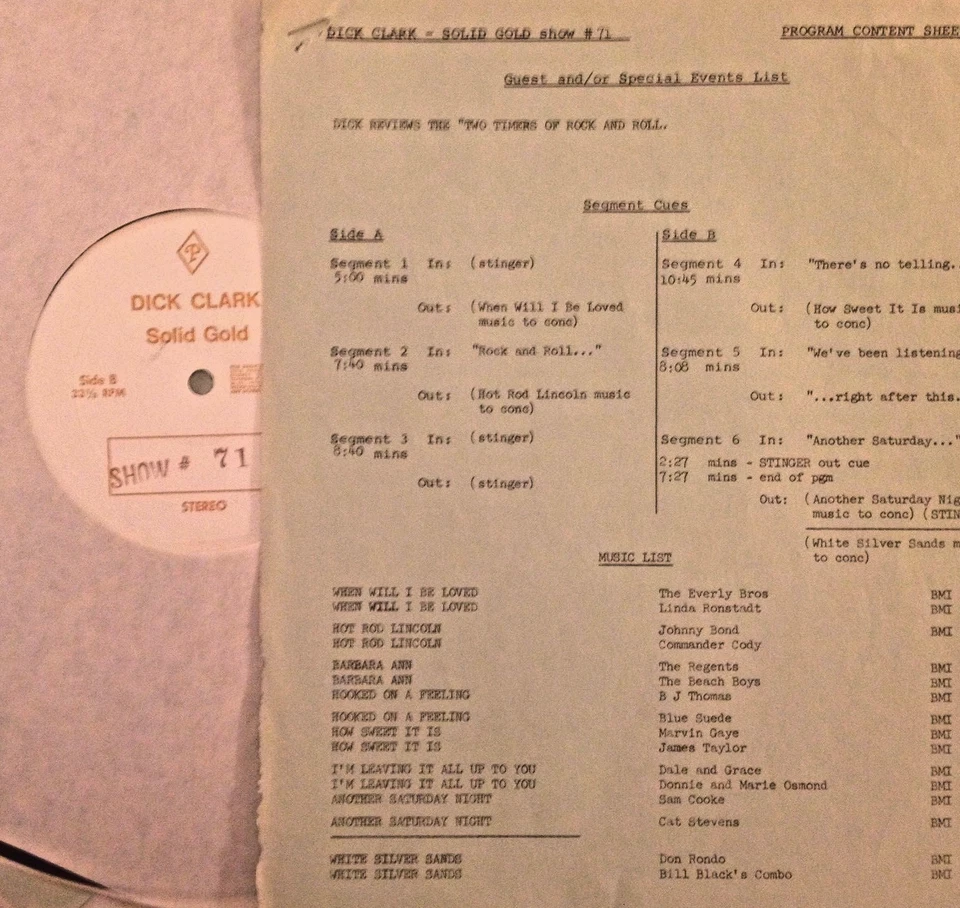 DICK CLARK - SOLID GOLD show #71 PROGRAM CONTENT SHEE
Guest and/or Special Events List
DICK REVIEWS THE "TWO TIMERS OF ROCK AND ROLL.
Segment Cues
Side A
Segment 1 In: (stinger)
5:00 mins
Out: (When Will I Be Loved
music to conc)
Segment 2 In: "Rock and Roll..."
7:40 mins
Out: (Hot Rod Lincoln music
to conc)
Segment 3 In: (stinger)
8:40 mins
Out: (stinger)
Side B
Segment 4 In: "There's no telling..
10:45 mins
Out: (How Sweet It Is musi
to conc)
Segment 5 In: "We've been listening
8:08 mins
Out: "...right after this.
Segment 6 In: "Another Saturday..."
2:27 mins - STINGER out cue
7:27 mins - end of pgm
Out: (Another Saturday Nig
music to conc) (STIN
(White Silver Sands m
to conc)
MUSIC LIST
WHEN WILL I BE LOVED The Everly Bros BMI
WHEN WILL I BE LOVED Linda Ronstadt BMI
HOT ROD LINCOLN Johnny Bond BMI
HOT ROD LINCOLN Commander Cody
BARBARA ANN The Regents BMI
BARBARA ANN The Beach Boys BMI
HOOKED ON A FEELING B J Thomas BMI
HOOKED ON A FEELING Blue Suede BMI
HOW SWEET IT IS Marvin Gaye BMI
HOW SWEET IT IS James Taylor BMI
I'M LEAVING IT ALL UP TO YOU Dale and Grace BMI
I'M LEAVING IT ALL UP TO YOU Donnie and Marie Osmond BMI
ANOTHER SATURDAY NIGHT Sam Cooke BMI
ANOTHER SATURDAY NIGHT Cat Stevens BMI
WHITE SILVER SANDS Don Rondo BMI
WHITE SILVER SANDS Bill Black's Combo BMI
P
DICK CLARK
Solid Gold
Side B
33⅓ RPM
SHOW # 71
STEREO